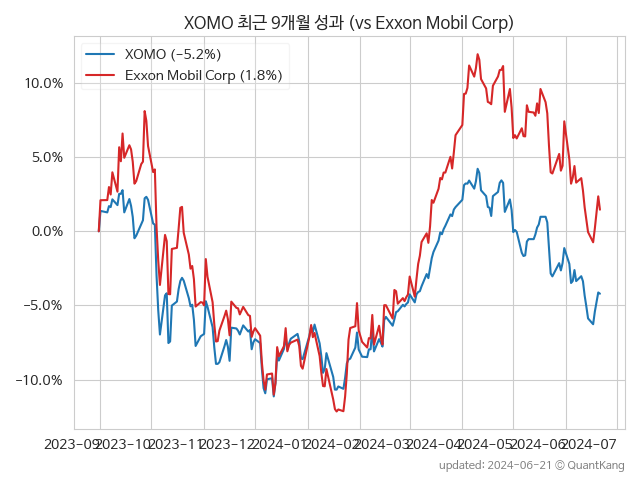 XOMO 최근 9개월 성과 (vs Exxon Mobil Corp)
XOMO (−5.2%)
Exxon Mobil Corp (1.8%)
10.0%
5.0%
0.0%
−5.0%
−10.0%
2023-09 2023-10 2023-11 2023-12 2024-01 2024-02 2024-03 2024-04 2024-05 2024-06 2024-07
updated: 2024-06-21 © QuantKang